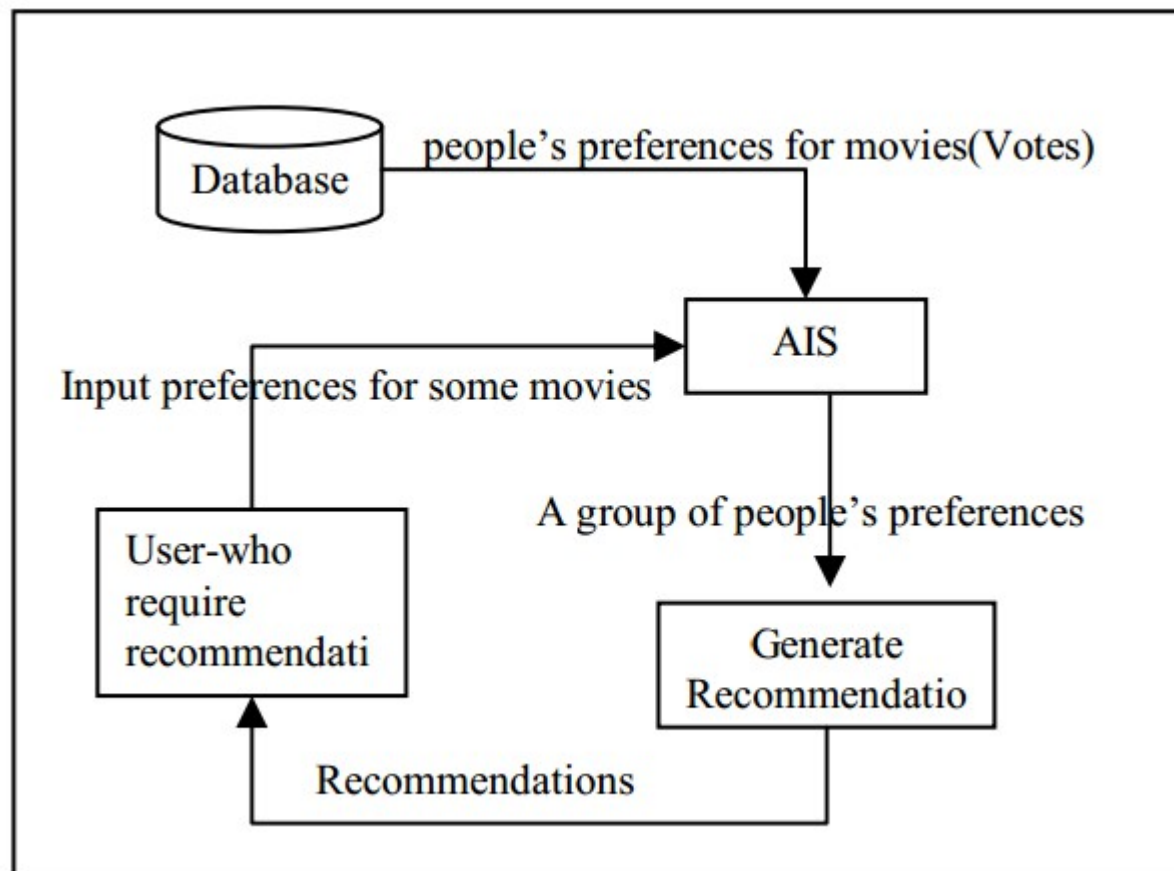 people’s preferences for movies(Votes)
Database
AIS
Input preferences for some movies
A group of people’s preferences
User-who
require
recommendati
Generate
Recommendatio
Recommendations